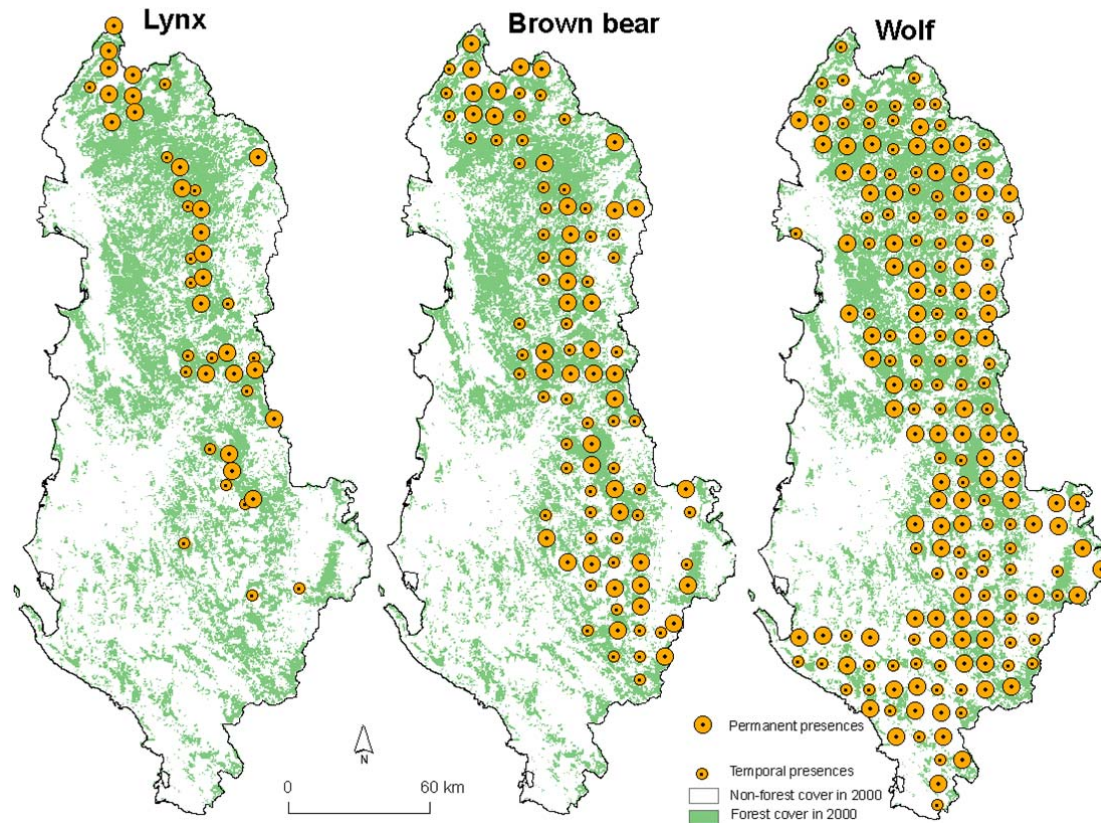 Lynx
Brown bear
Wolf
N
0 60 km
Permanent presences
Temporal presences
Non-forest cover in 2000
Forest cover in 2000